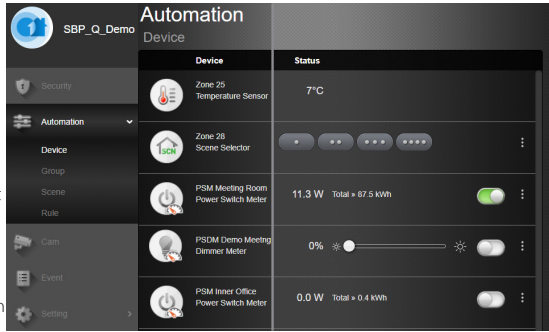 SBP_Q_Demo
Automation
Device
Device Status
Security
Automation
Device
Group
Scene
Rule
Cam
Event
Setting
Zone 25
Temperature Sensor
7°C
Zone 28
Scene Selector
PSM Meeting Room
Power Switch Meter
11.3 W Total » 87.5 kWh
PSDM Demo Meetng
Dimmer Meter
0%
PSM Inner Office
Power Switch Meter
0.0 W Total » 0.4 kWh